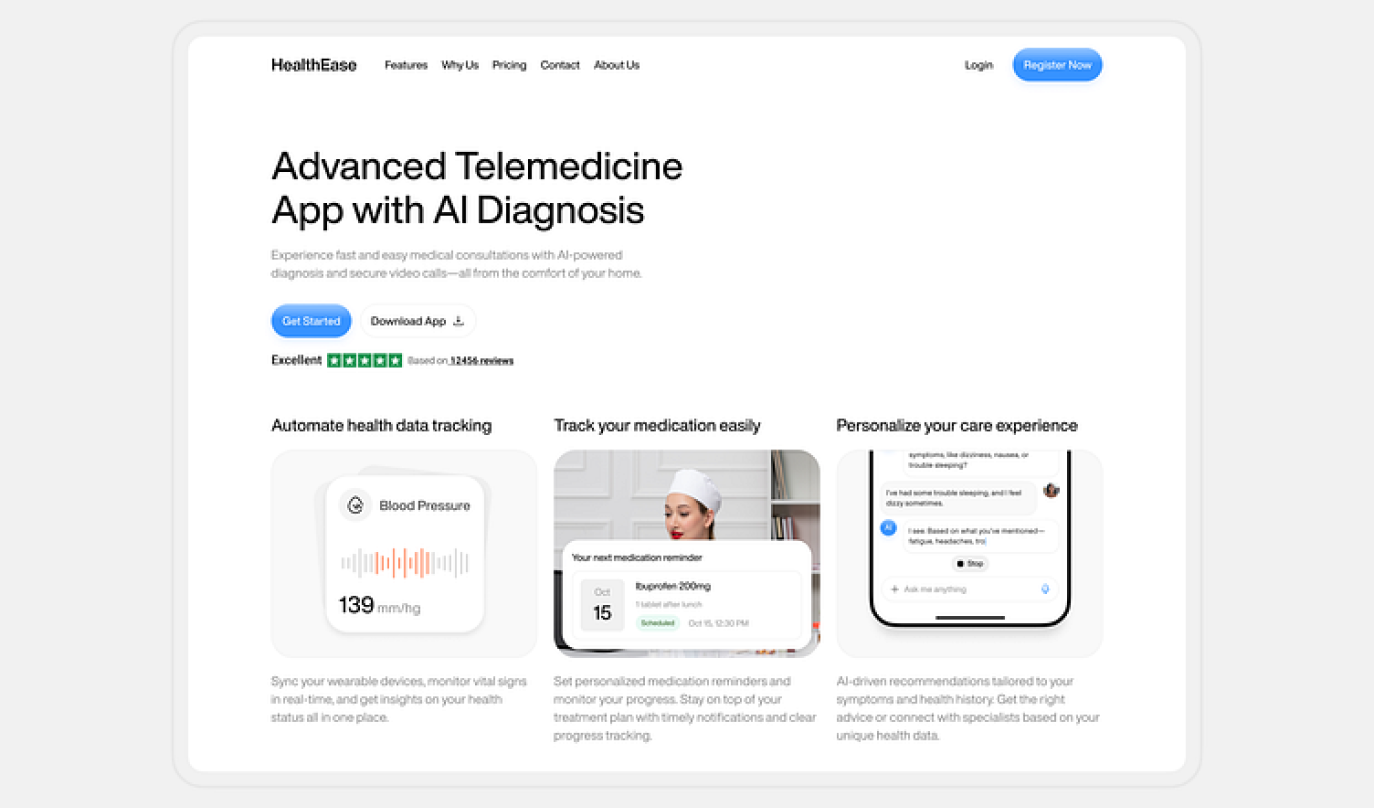 HealthEase
Features
Why Us
Pricing
Contact
About Us
Login
Register Now
Advanced Telemedicine
App with AI Diagnosis
Experience fast and easy medical consultations with AI-powered
diagnosis and secure video calls—all from the comfort of your home.
Get Started
Download App
Excellent
Based on 12456 reviews
Automate health data tracking
Blood Pressure
139 mm/hg
Sync your wearable devices, monitor vital signs
in real-time, and get insights on your health
status all in one place.
Track your medication easily
Your next medication reminder
Oct
15
Ibuprofen 200mg
1 tablet after lunch
Scheduled
Oct 15, 12:30 PM
Set personalized medication reminders and
monitor your progress. Stay on top of your
treatment plan with timely notifications and clear
progress tracking.
Personalize your care experience
symptoms, like dizziness, nausea, or
trouble sleeping?
I've had some trouble sleeping, and I feel
dizzy sometimes.
AI
I see. Based on what you've mentioned—
fatigue, headaches, tro
Stop
Ask me anything
AI-driven recommendations tailored to your
symptoms and health history. Get the right
advice or connect with specialists based on your
unique health data.